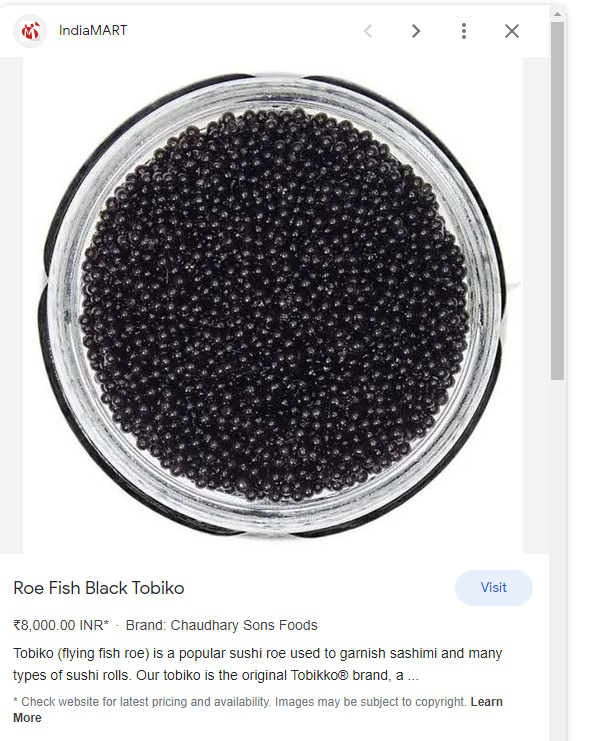 IndiaMART
Roe Fish Black Tobiko
Visit
₹8,000.00 INR* · Brand: Chaudhary Sons Foods
Tobiko (flying fish roe) is a popular sushi roe used to garnish sashimi and many
types of sushi rolls. Our tobiko is the original Tobikko® brand, a ...
* Check website for latest pricing and availability. Images may be subject to copyright. Learn
More